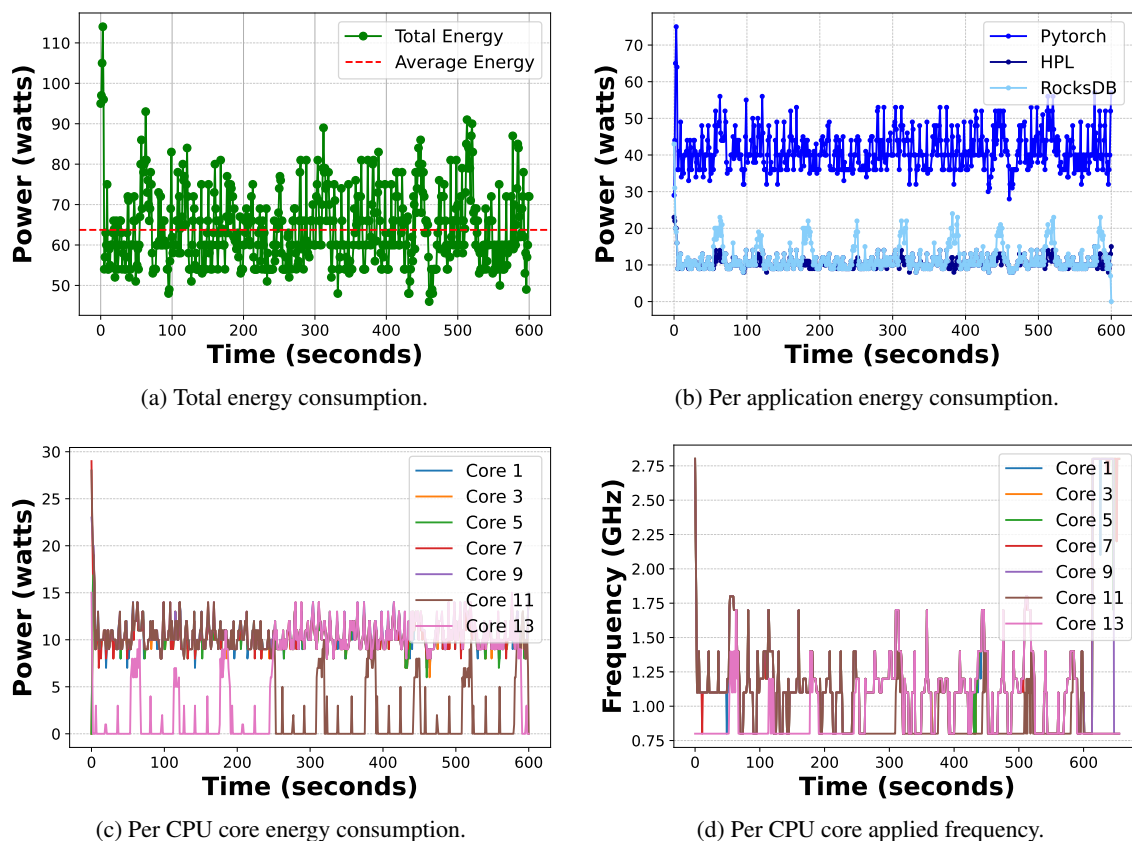 Power (watts)
110
100
90
80
70
60
50
0
100
200
300
400
500
600
Time (seconds)
Total Energy
Average Energy
(a) Total energy consumption.
Power (watts)
70
60
50
40
30
20
10
0
0
100
200
300
400
500
600
Time (seconds)
Pytorch
HPL
RocksDB
(b) Per application energy consumption.
Power (watts)
30
25
20
15
10
5
0
0
100
200
300
400
500
600
Time (seconds)
Core 1
Core 3
Core 5
Core 7
Core 9
Core 11
Core 13
(c) Per CPU core energy consumption.
Frequency (GHz)
2.75
2.50
2.25
2.00
1.75
1.50
1.25
1.00
0.75
0
100
200
300
400
500
600
Time (seconds)
Core 1
Core 3
Core 5
Core 7
Core 9
Core 11
Core 13
(d) Per CPU core applied frequency.